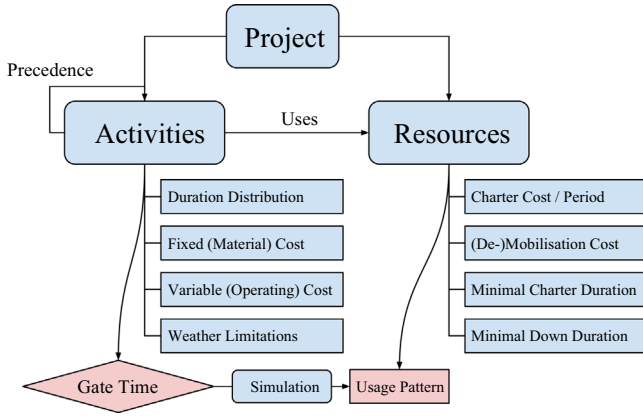 Project
Precedence
Activities
Uses
Resources
Duration Distribution
Fixed (Material) Cost
Variable (Operating) Cost
Weather Limitations
Charter Cost / Period
(De-)Mobilisation Cost
Minimal Charter Duration
Minimal Down Duration
Gate Time
Simulation
Usage Pattern